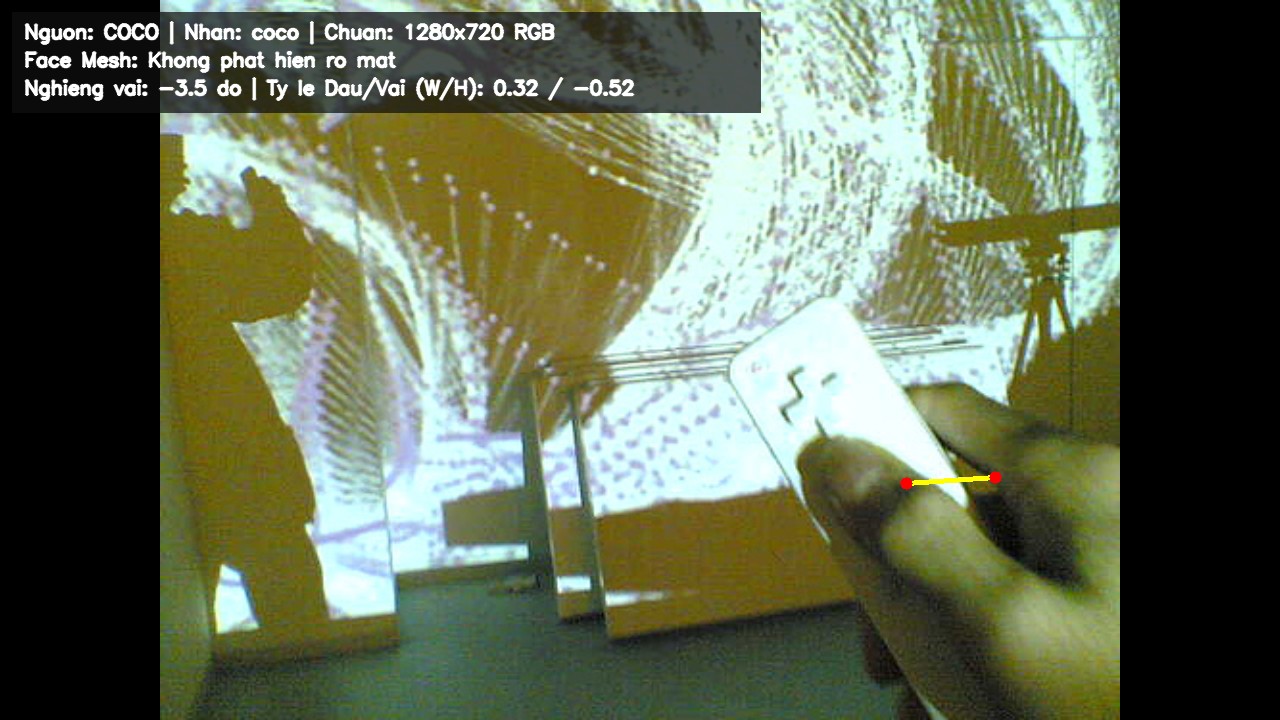 Nguon: COCO | Nhan: coco | Chuan: 1280x720 RGB
Face Mesh: Khong phat hien ro mat
Nghieng vai: -3.5 do | Ty le Dau/Vai (W/H): 0.32 / -0.52